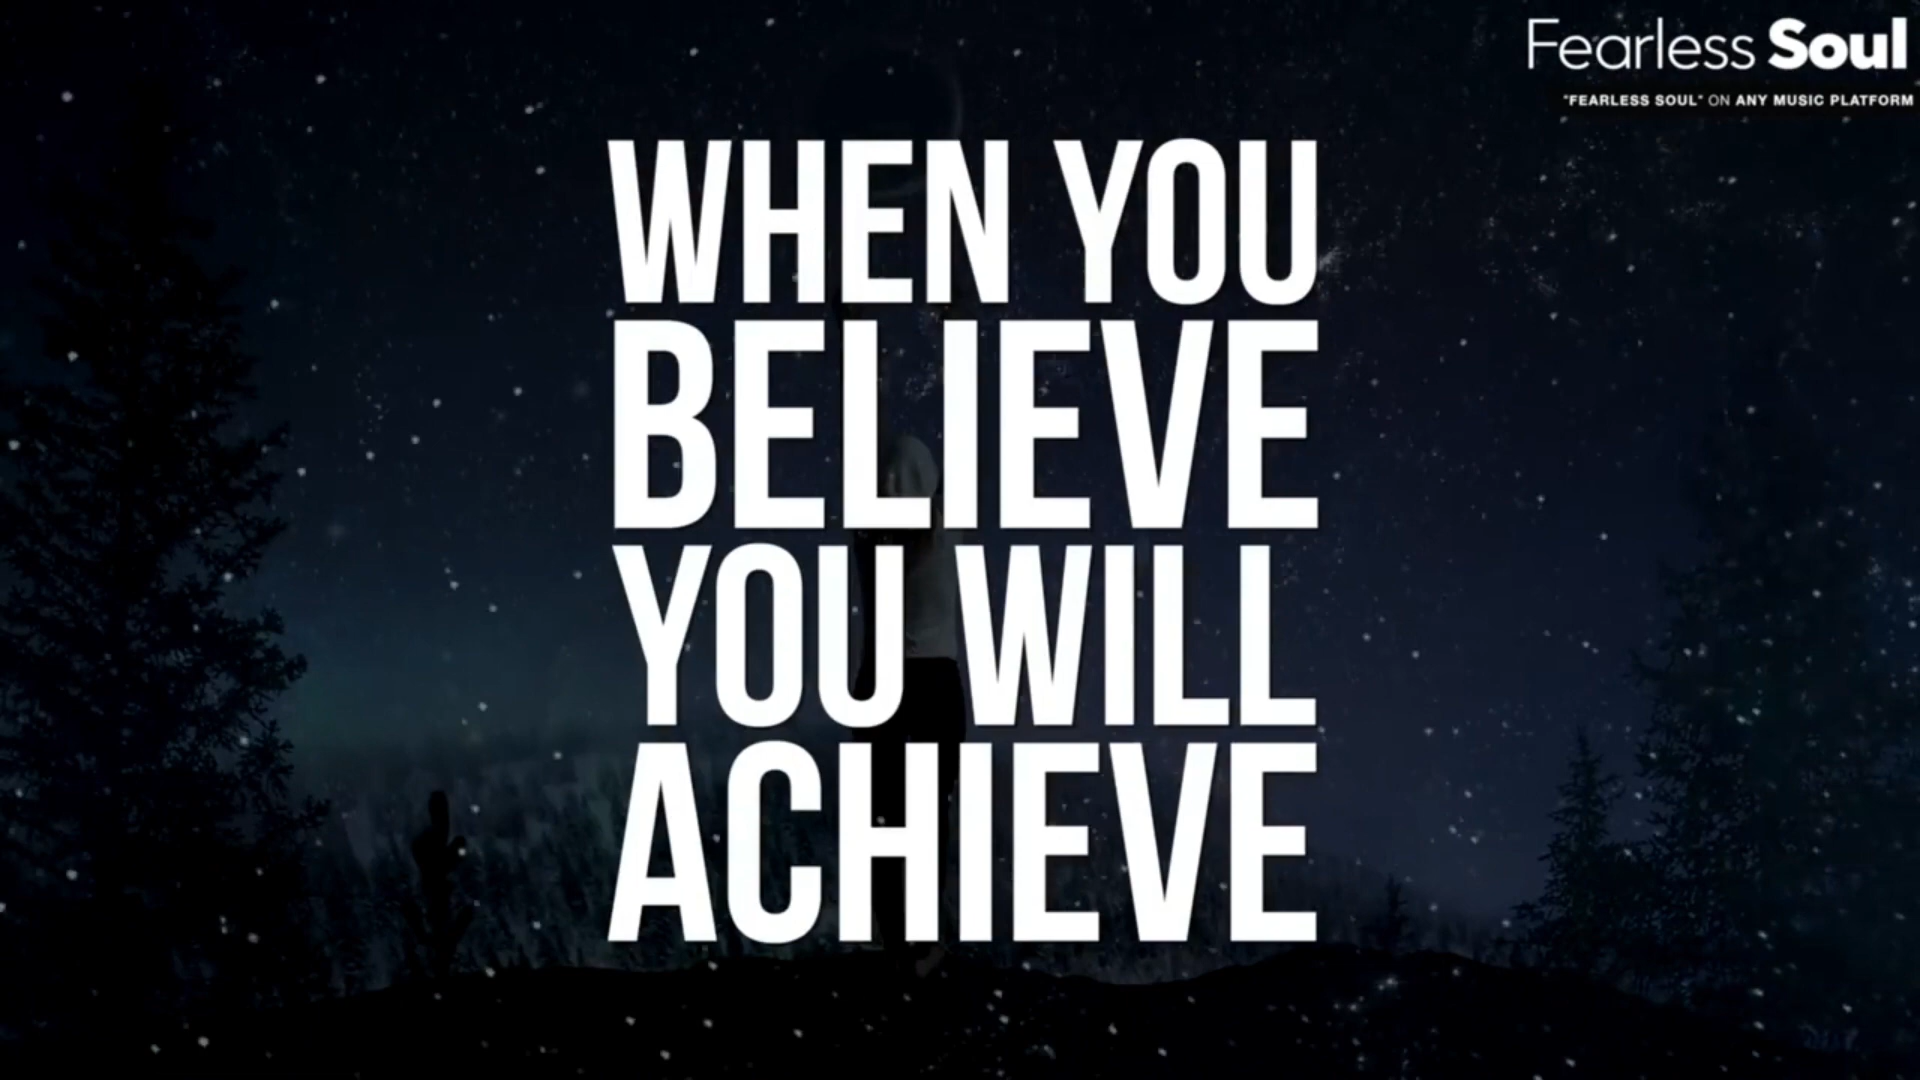 Fearless Soul
"FEARLESS SOUL" ON ANY MUSIC PLATFORM
WHEN YOU
BELIEVE
YOU WILL
ACHIEVE